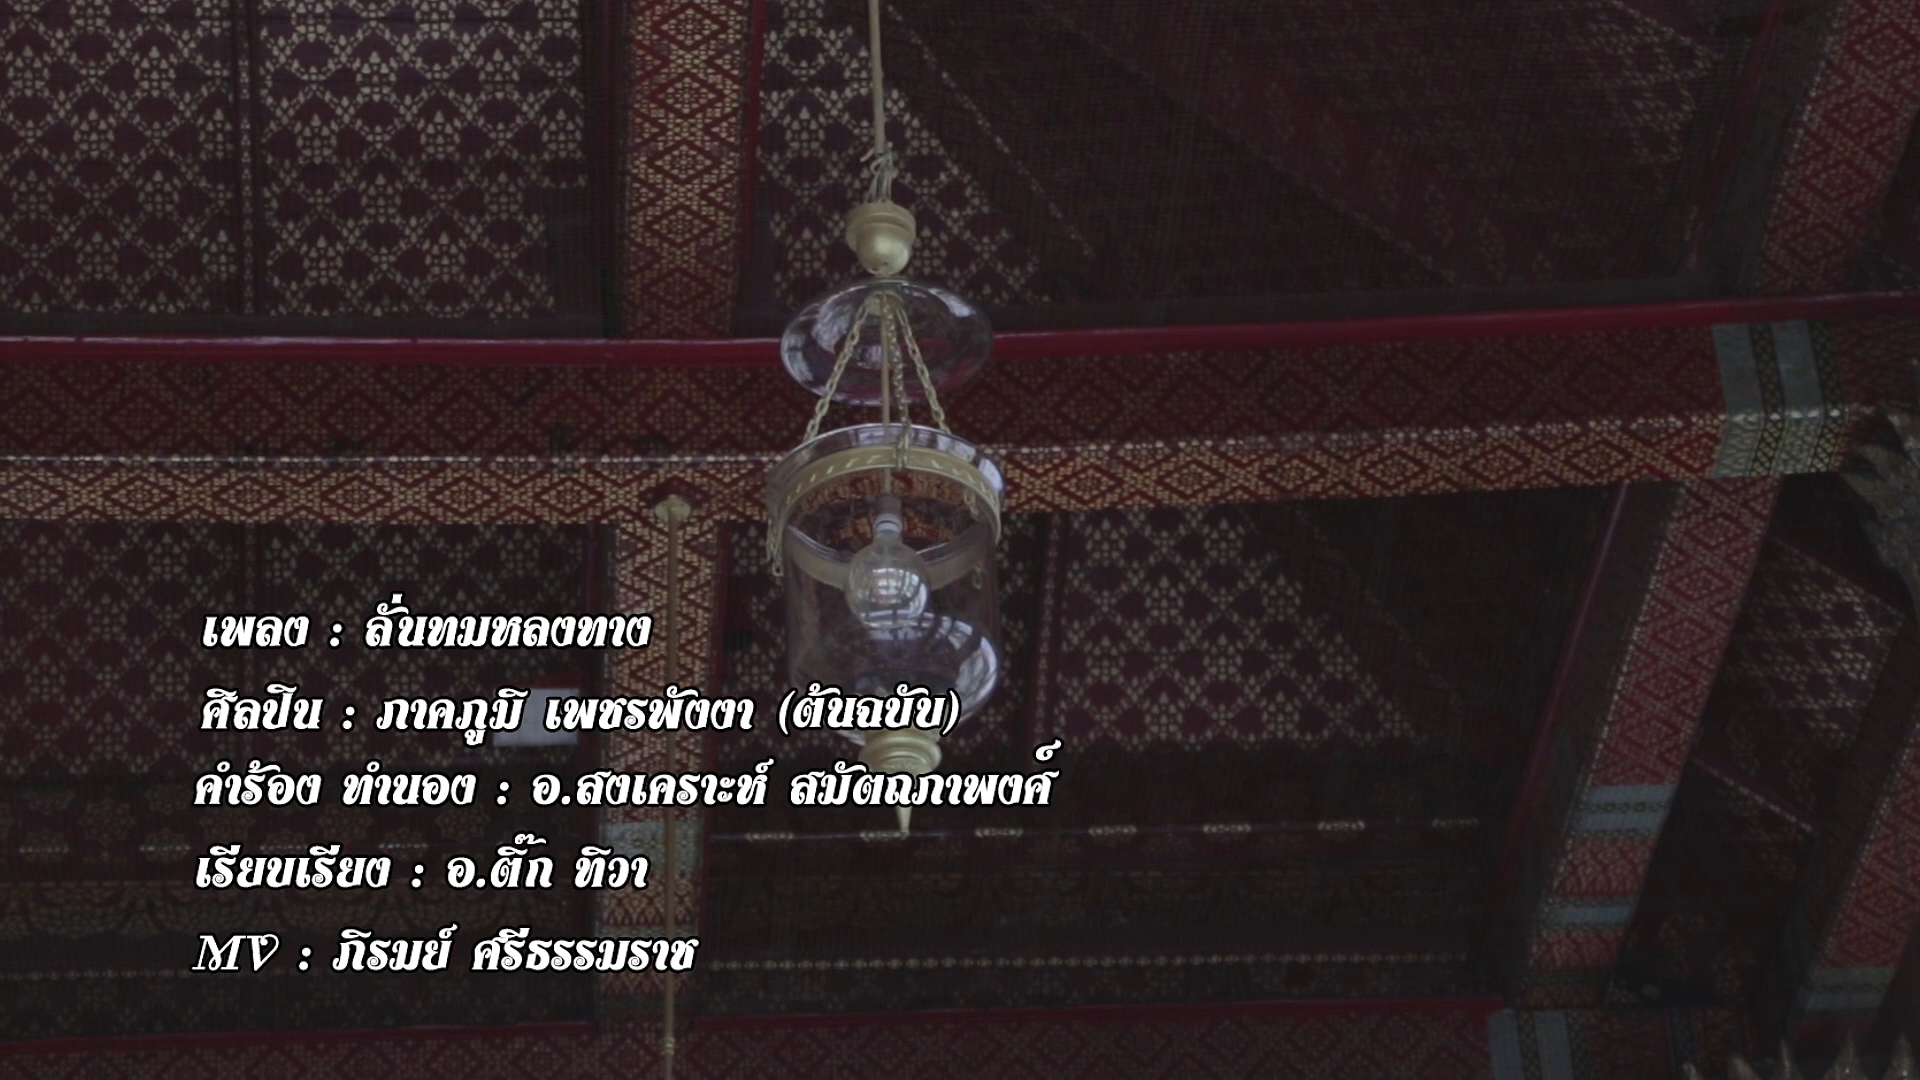 เพลง : ลั่นทมหลงทาง
ศิลปิน : ภาคภูมิ เพชรพังงา (ต้นฉบับ)
คำร้อง ทำนอง : อ.สงเคราะห์ สมัตถภาพงศ์
เรียบเรียง : อ.ติ๊ก ทิวา
MV : ภิรมย์ ศรีธรรมราช